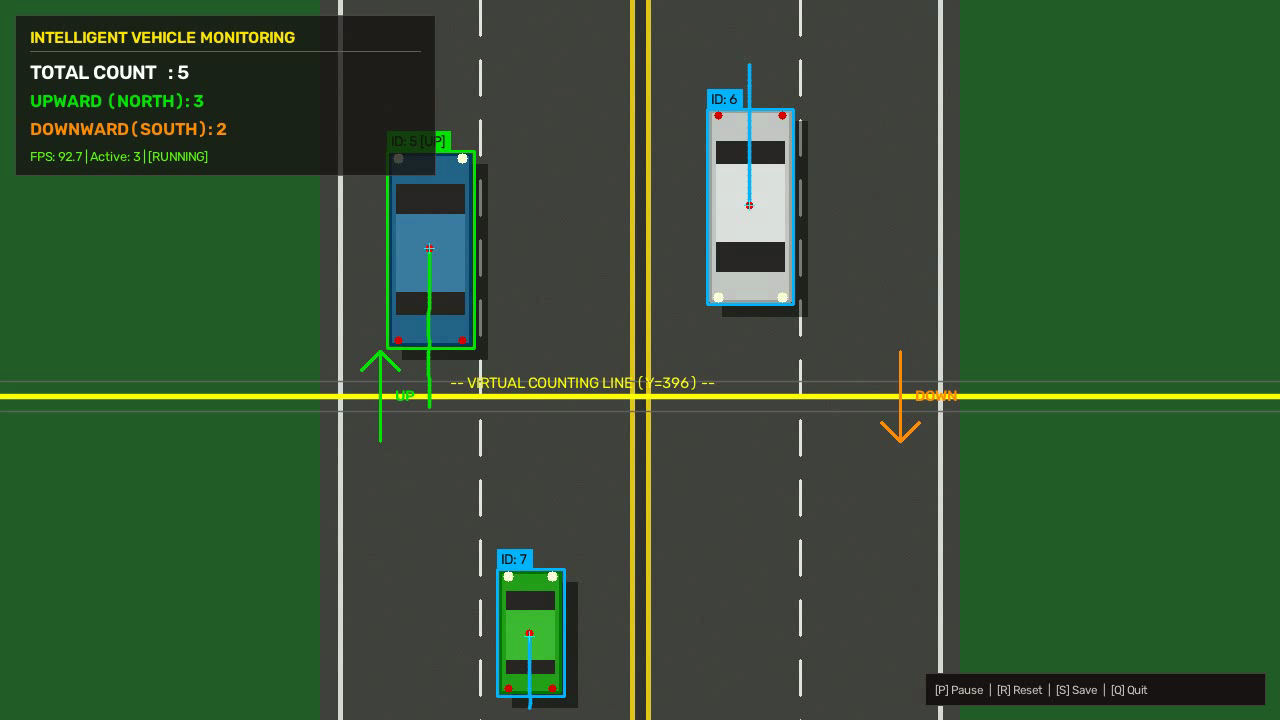 INTELLIGENT VEHICLE MONITORING
TOTAL COUNT : 5
UPWARD (NORTH): 3
DOWNWARD(SOUTH): 2
FPS: 92.7 | Active: 3 | [RUNNING]
ID: 5 [UP]
ID: 6
-- VIRTUAL COUNTING LINE (Y=396) --
UP
DOWN
ID: 7
[P] Pause | [R] Reset | [S] Save | [Q] Quit